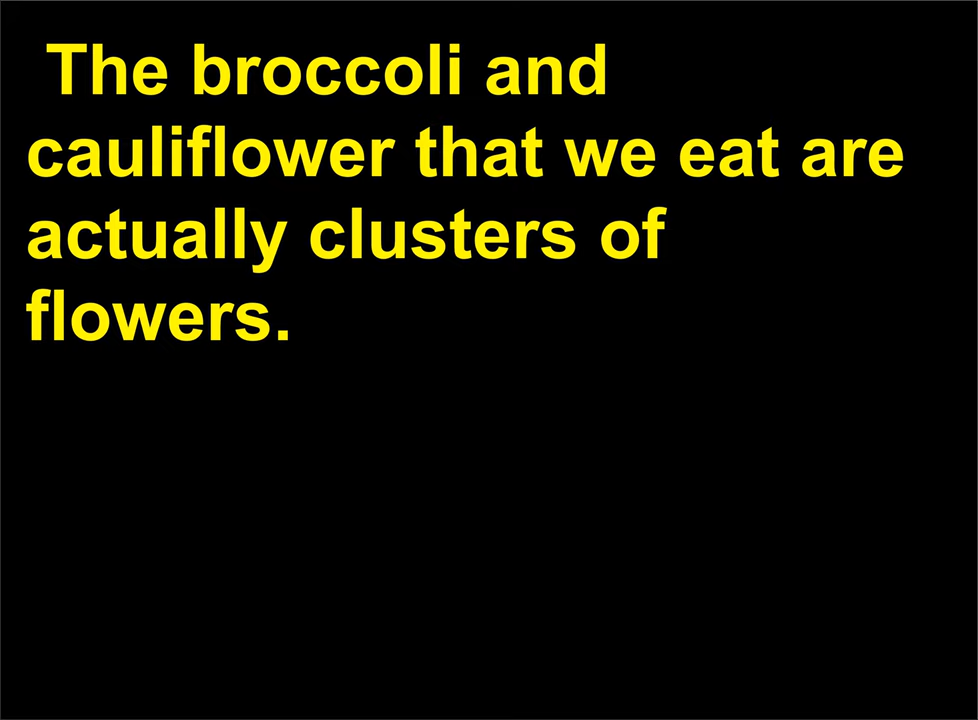 The broccoli and
cauliflower that we eat are
actually clusters of
flowers.